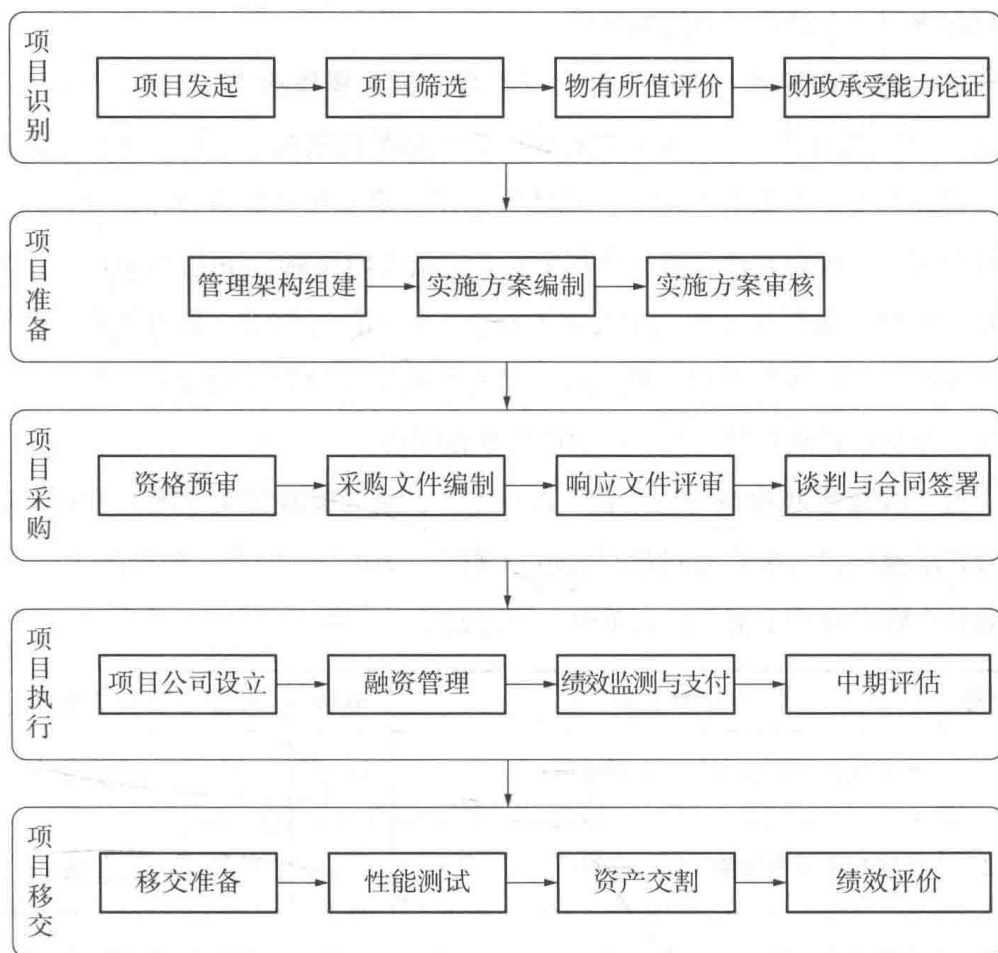 项目识别
项目发起
项目筛选
物有所值评价
财政承受能力论证
项目准备
管理架构组建
实施方案编制
实施方案审核
项目采购
资格预审
采购文件编制
响应文件评审
谈判与合同签署
项目执行
项目公司设立
融资管理
绩效监测与支付
中期评估
项目移交
移交准备
性能测试
资产交割
绩效评价